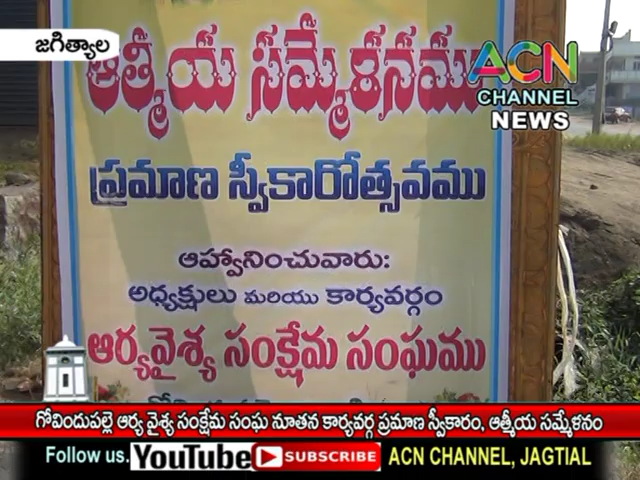 జగిత్యాల
ACN
CHANNEL
NEWS
ఆత్మీయ సమ్మేళనము
ప్రమాణ స్వీకారోత్సవము
ఆహ్వానించువారు:
అధ్యక్షులు మరియు కార్యవర్గం
ఆర్యవైశ్య సంక్షేమ సంఘము
గోవిందుపల్లె ఆర్య వైశ్య సంక్షేమ సంఘ నూతన కార్యవర్గ ప్రమాణ స్వీకారం, ఆత్మీయ సమ్మేళనం
Follow us. YouTube SUBSCRIBE ACN CHANNEL, JAGTIAL